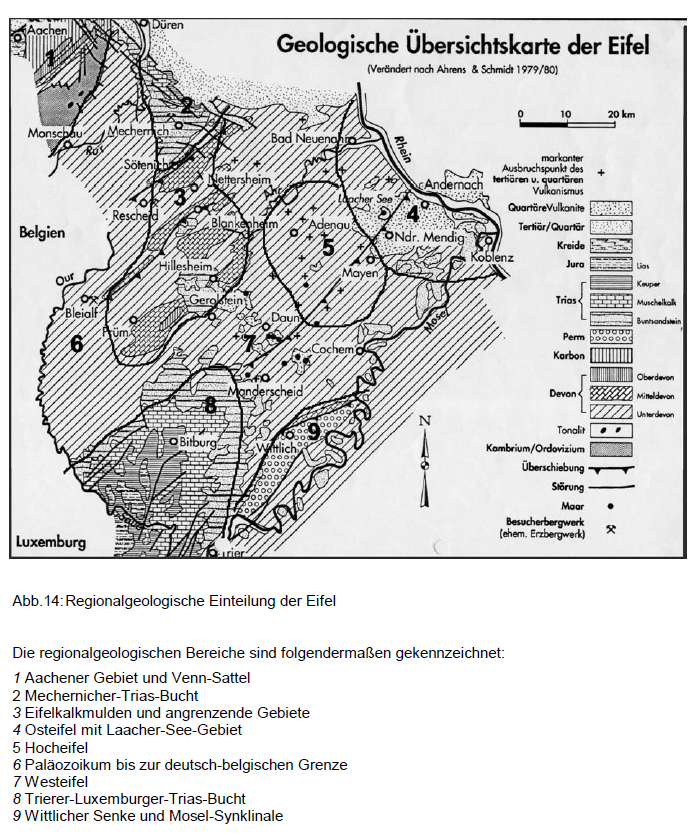 Geologische Übersichtskarte der Eifel
(Verändert nach Ahrens & Schmidt 1979/80)
0 10 20 km
Aachen
Düren
1
2
Monschau
Mechernich
Bad Neuenahr
Rhein
Sötenich
Nettersheim
Ahr
Andernach
3
Laacher See
4
Rescheid
Blankenheim
Adenau
Ndr. Mendig
Koblenz
Belgien
5
Hillesheim
Mayen
Our
Bleialf
Gerolstein
Mosel
Prüm
Daun
6
7
Cochem
Manderscheid
8
N
Bitburg
Wittlich
9
Luxemburg
Trier
markanter
Ausbruchspunkt des
tertiären u. quartären
Vulkanismus
Quartäre Vulkanite
Tertiär/Quartär
Kreide
Jura Lias
Keuper
Trias Muschelkalk
Buntsandstein
Perm
Karbon
Oberdevon
Devon Mitteldevon
Unterdevon
Tonalit
Kambrium/Ordovizium
Überschiebung
Störung
Maar
Besucherbergwerk
(ehem. Erzbergwerk)
Abb.14:Regionalgeologische Einteilung der Eifel
Die regionalgeologischen Bereiche sind folgendermaßen gekennzeichnet:
1 Aachener Gebiet und Venn-Sattel
2 Mechernicher-Trias-Bucht
3 Eifelkalkmulden und angrenzende Gebiete
4 Osteifel mit Laacher-See-Gebiet
5 Hocheifel
6 Paläozoikum bis zur deutsch-belgischen Grenze
7 Westeifel
8 Trierer-Luxemburger-Trias-Bucht
9 Wittlicher Senke und Mosel-Synklinale